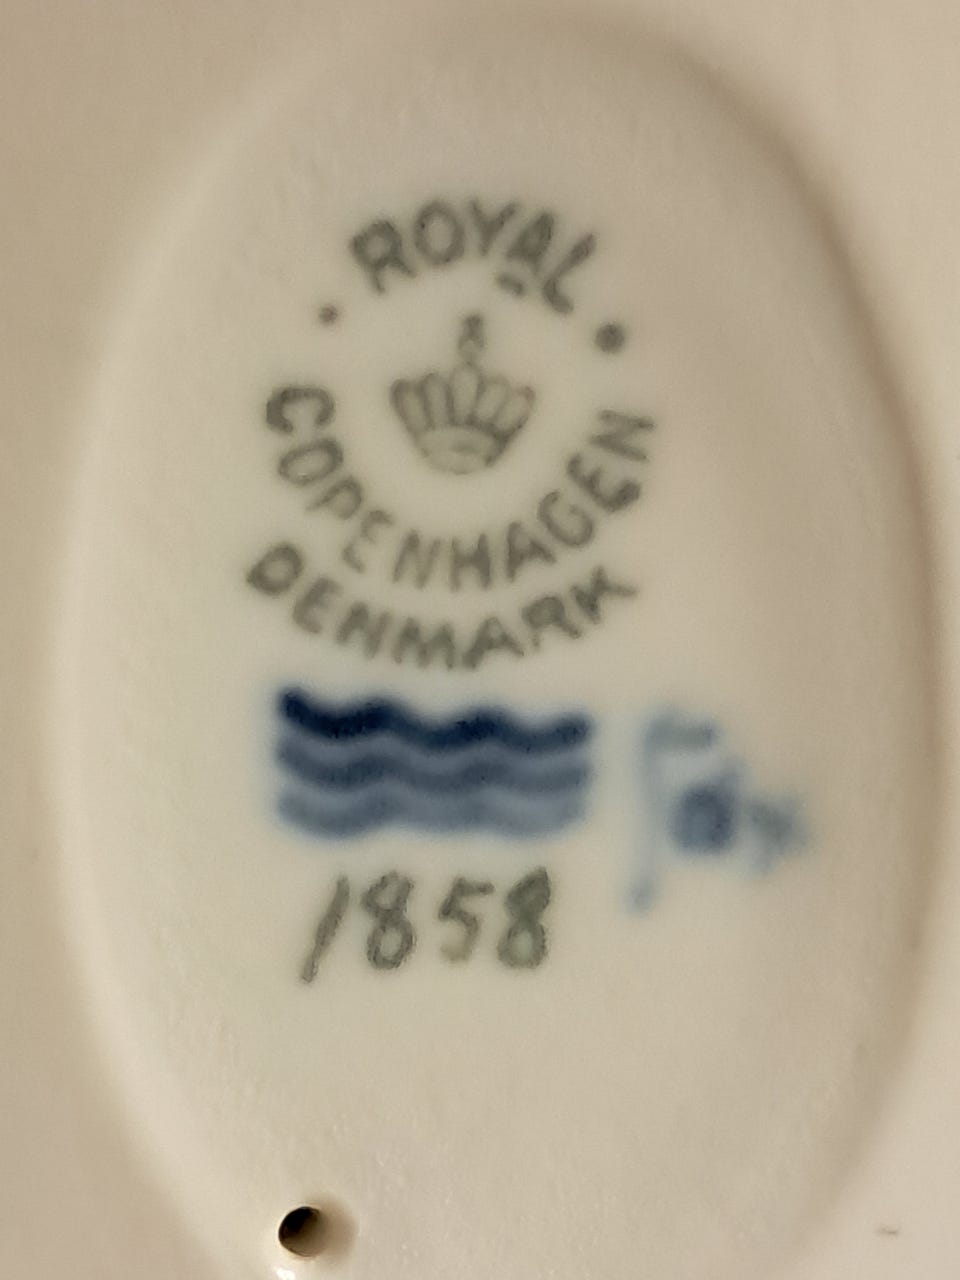 ROYAL
COPENHAGEN
DENMARK
1858